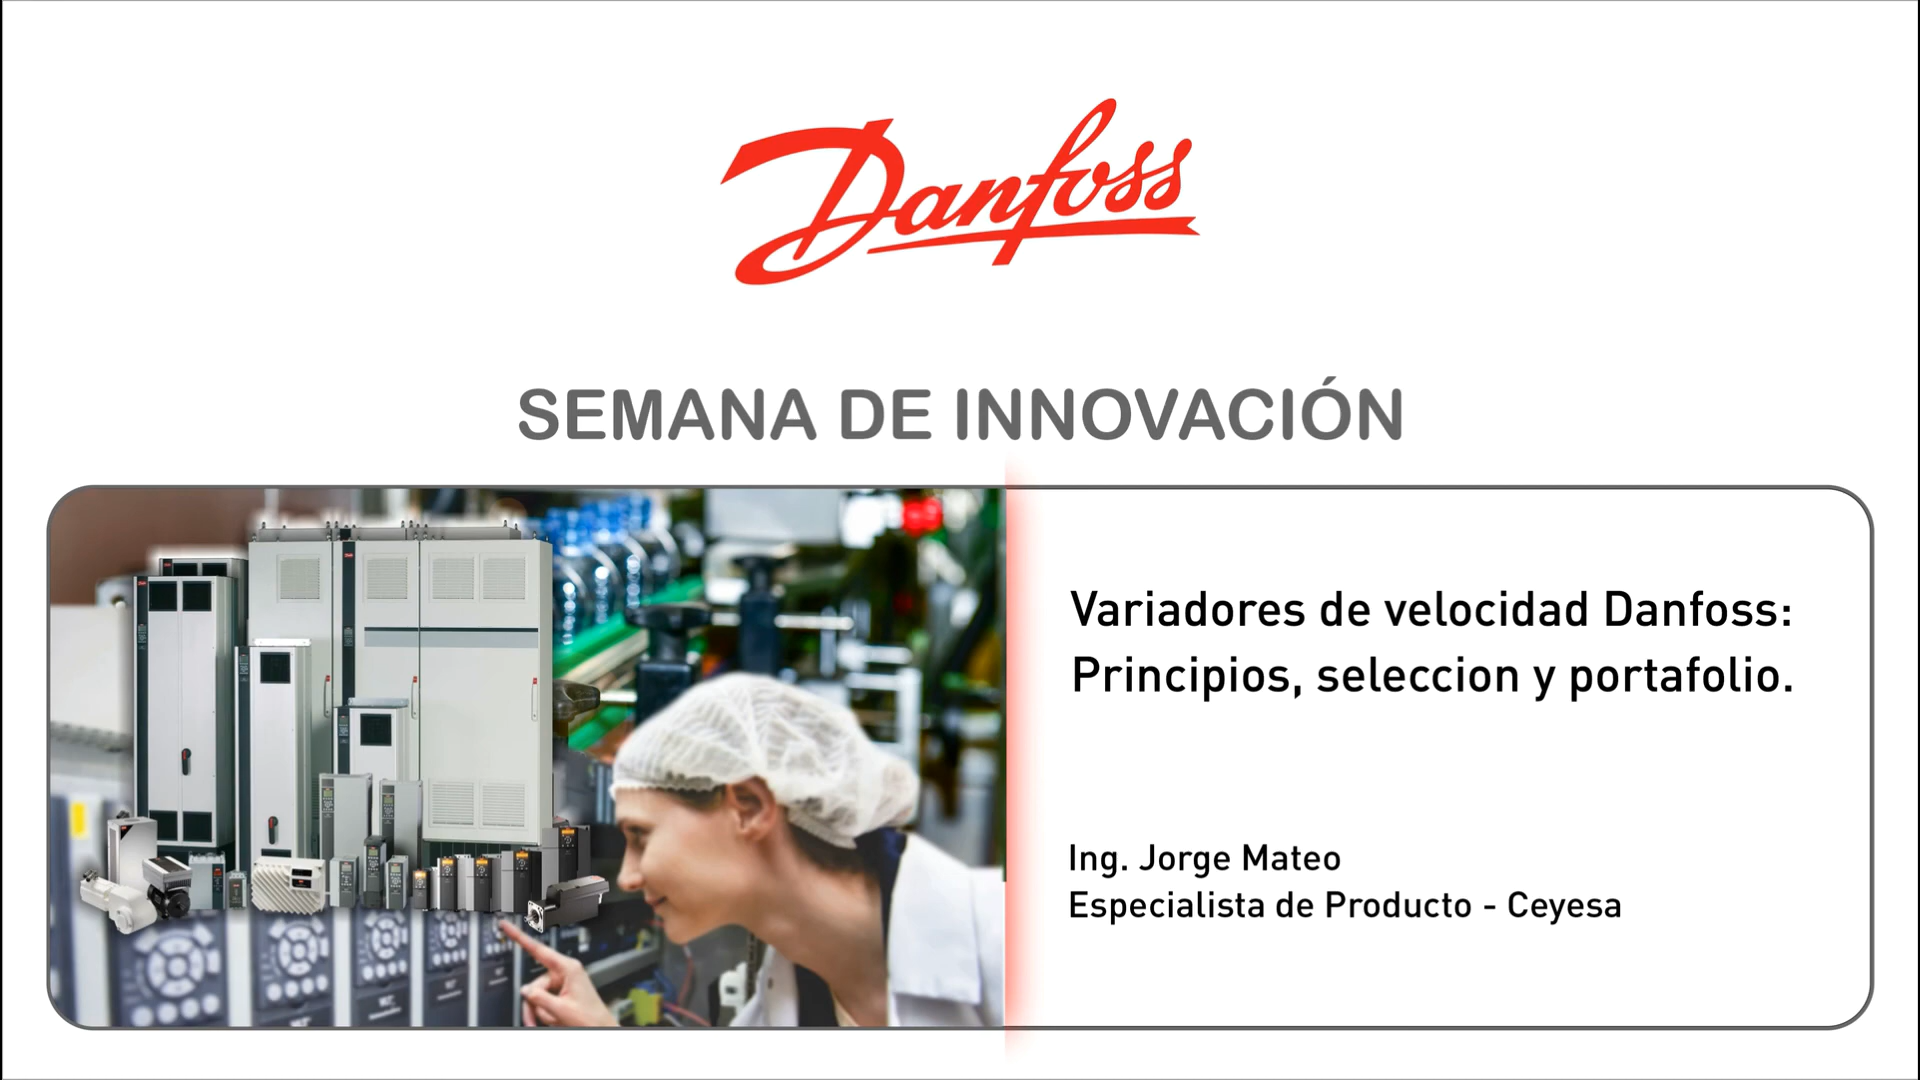 Danfoss
SEMANA DE INNOVACIÓN
Variadores de velocidad Danfoss:
Principios, seleccion y portafolio.
Ing. Jorge Mateo
Especialista de Producto - Ceyesa